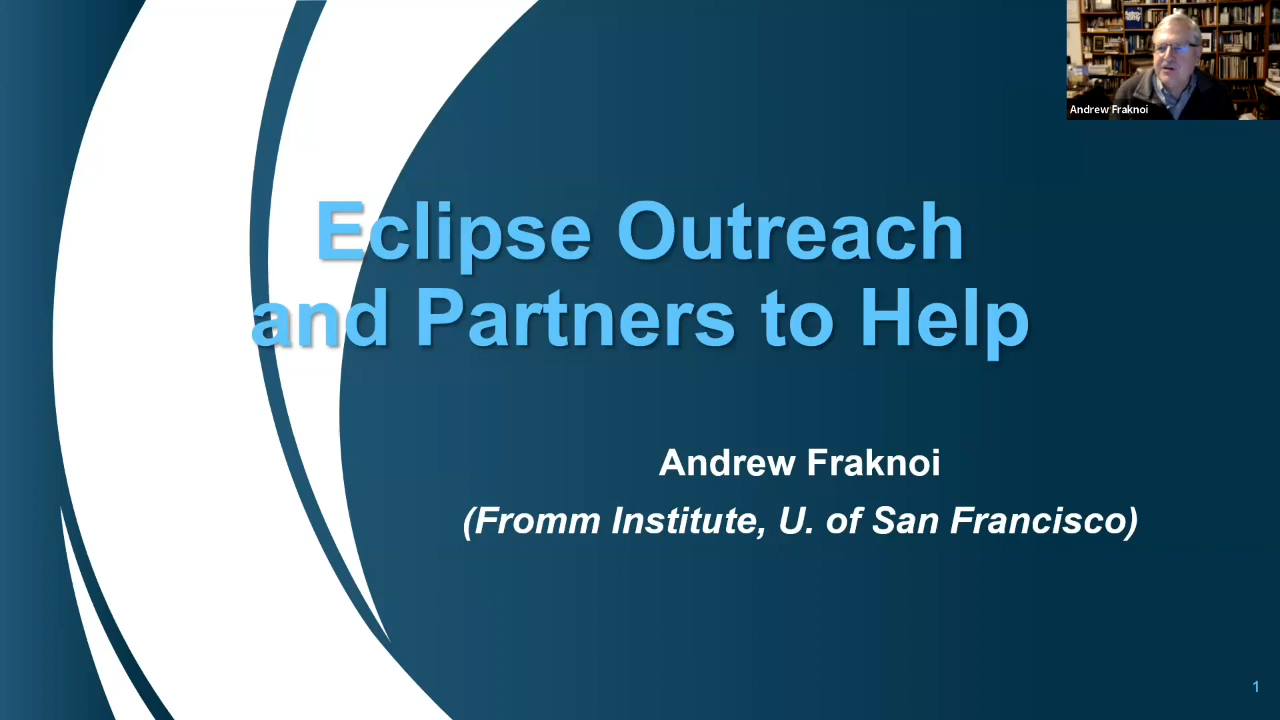 Andrew Fraknoi
Eclipse Outreach
and Partners to Help
Andrew Fraknoi
(Fromm Institute, U. of San Francisco)
1